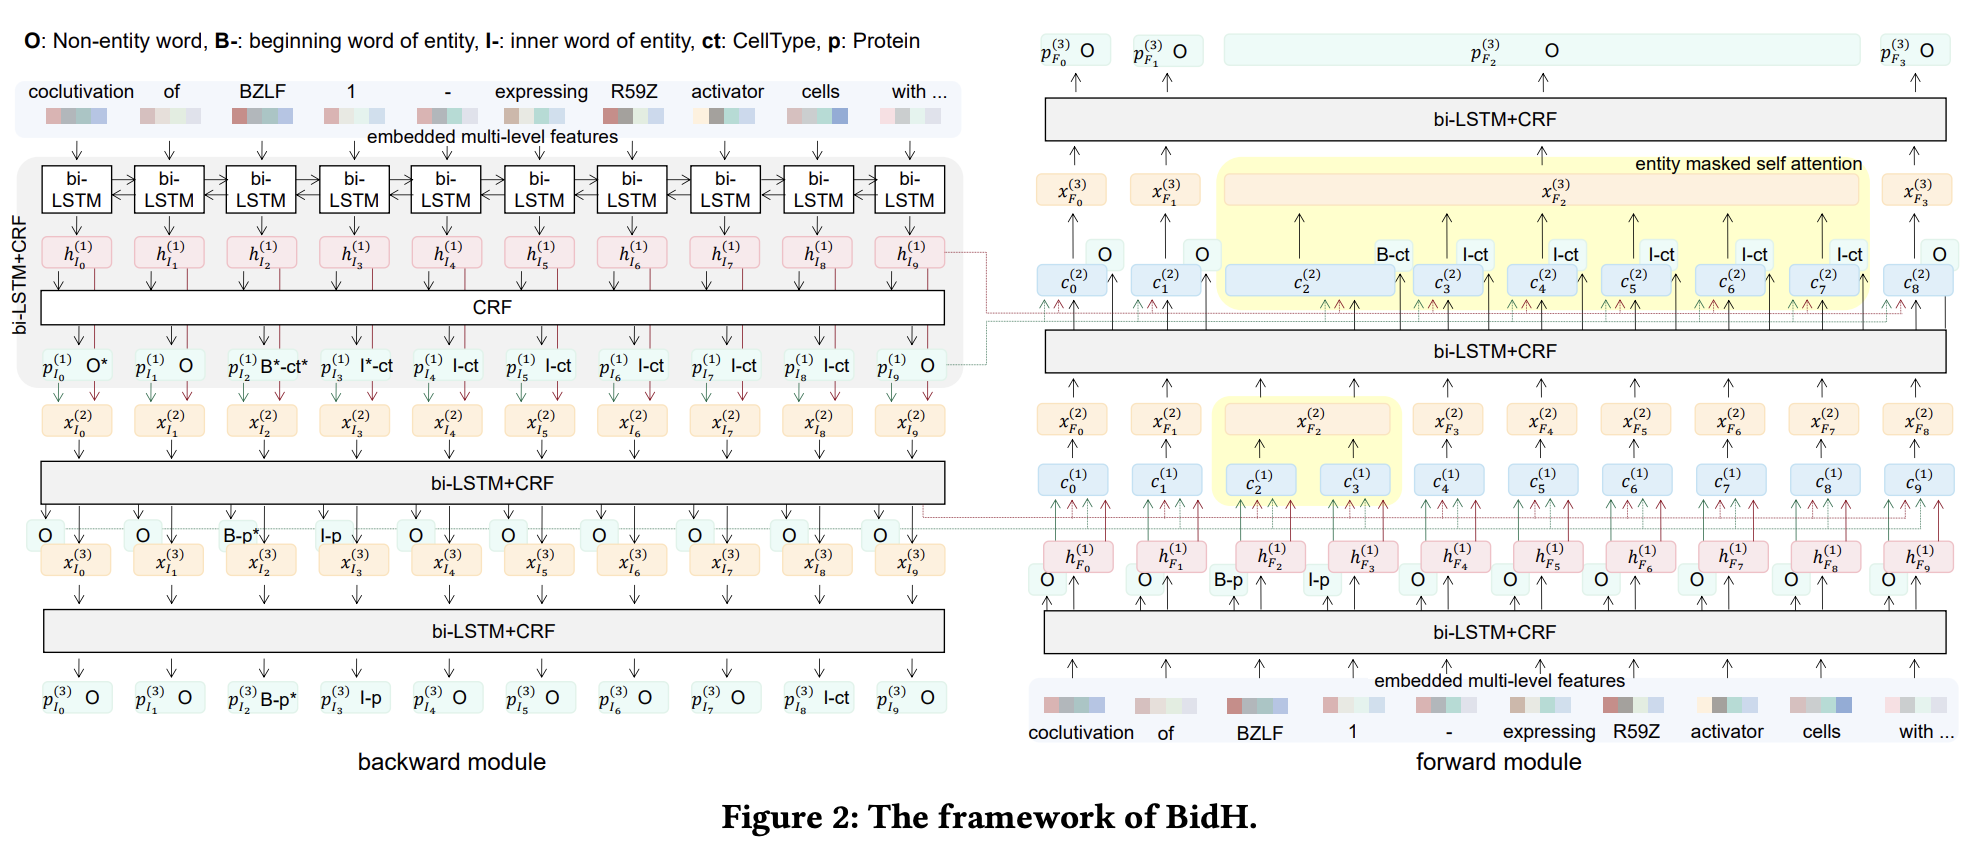 O: Non-entity word, B-: beginning word of entity, I-: inner word of entity, ct: CellType, p: Protein
coclutivation of BZLF 1 - expressing R59Z activator cells with ...
embedded multi-level features
bi-LSTM bi-LSTM bi-LSTM bi-LSTM bi-LSTM bi-LSTM bi-LSTM bi-LSTM bi-LSTM bi-LSTM
bi-LSTM+CRF
h_{I_0}^{(1)} h_{I_1}^{(1)} h_{I_2}^{(1)} h_{I_3}^{(1)} h_{I_4}^{(1)} h_{I_5}^{(1)} h_{I_6}^{(1)} h_{I_7}^{(1)} h_{I_8}^{(1)} h_{I_9}^{(1)}
CRF
p_{I_0}^{(1)} O* p_{I_1}^{(1)} O p_{I_2}^{(1)} B*-ct* p_{I_3}^{(1)} I*-ct p_{I_4}^{(1)} I-ct p_{I_5}^{(1)} I-ct p_{I_6}^{(1)} I-ct p_{I_7}^{(1)} I-ct p_{I_8}^{(1)} I-ct p_{I_9}^{(1)} O
x_{I_0}^{(2)} x_{I_1}^{(2)} x_{I_2}^{(2)} x_{I_3}^{(2)} x_{I_4}^{(2)} x_{I_5}^{(2)} x_{I_6}^{(2)} x_{I_7}^{(2)} x_{I_8}^{(2)} x_{I_9}^{(2)}
bi-LSTM+CRF
O O B-p* I-p O O O O O O
x_{I_0}^{(3)} x_{I_1}^{(3)} x_{I_2}^{(3)} x_{I_3}^{(3)} x_{I_4}^{(3)} x_{I_5}^{(3)} x_{I_6}^{(3)} x_{I_7}^{(3)} x_{I_8}^{(3)} x_{I_9}^{(3)}
bi-LSTM+CRF
p_{I_0}^{(3)} O p_{I_1}^{(3)} O p_{I_2}^{(3)} B-p* p_{I_3}^{(3)} I-p p_{I_4}^{(3)} O p_{I_5}^{(3)} O p_{I_6}^{(3)} O p_{I_7}^{(3)} O p_{I_8}^{(3)} I-ct p_{I_9}^{(3)} O
backward module
p_{F_0}^{(3)} O p_{F_1}^{(3)} O p_{F_2}^{(3)} O p_{F_3}^{(3)} O
bi-LSTM+CRF
entity masked self attention
x_{F_0}^{(3)} x_{F_1}^{(3)} x_{F_2}^{(3)} x_{F_3}^{(3)}
O O B-ct I-ct I-ct I-ct I-ct I-ct O
c_0^{(2)} c_1^{(2)} c_2^{(2)} c_3^{(2)} c_4^{(2)} c_5^{(2)} c_6^{(2)} c_7^{(2)} c_8^{(2)}
bi-LSTM+CRF
x_{F_0}^{(2)} x_{F_1}^{(2)} x_{F_2}^{(2)} x_{F_3}^{(2)} x_{F_4}^{(2)} x_{F_5}^{(2)} x_{F_6}^{(2)} x_{F_7}^{(2)} x_{F_8}^{(2)}
c_0^{(1)} c_1^{(1)} c_2^{(1)} c_3^{(1)} c_4^{(1)} c_5^{(1)} c_6^{(1)} c_7^{(1)} c_8^{(1)} c_9^{(1)}
h_{F_0}^{(1)} h_{F_1}^{(1)} h_{F_2}^{(1)} h_{F_3}^{(1)} h_{F_4}^{(1)} h_{F_5}^{(1)} h_{F_6}^{(1)} h_{F_7}^{(1)} h_{F_8}^{(1)} h_{F_9}^{(1)}
O O B-p I-p O O O O O O
bi-LSTM+CRF
embedded multi-level features
coclutivation of BZLF 1 - expressing R59Z activator cells with ...
forward module
Figure 2: The framework of BidH.